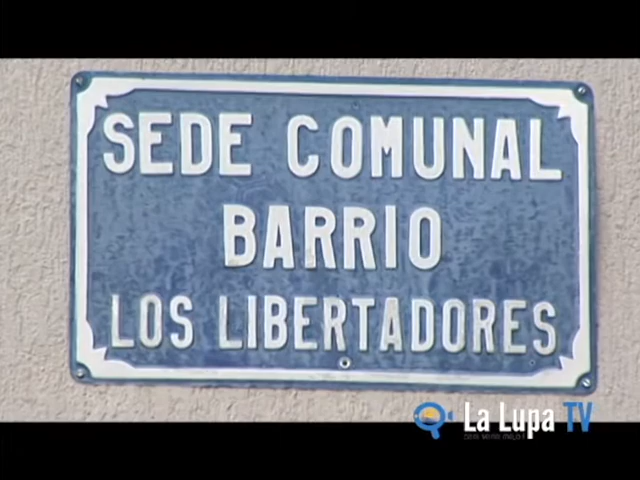 SEDE COMUNAL
BARRIO
LOS LIBERTADORES
La Lupa TV